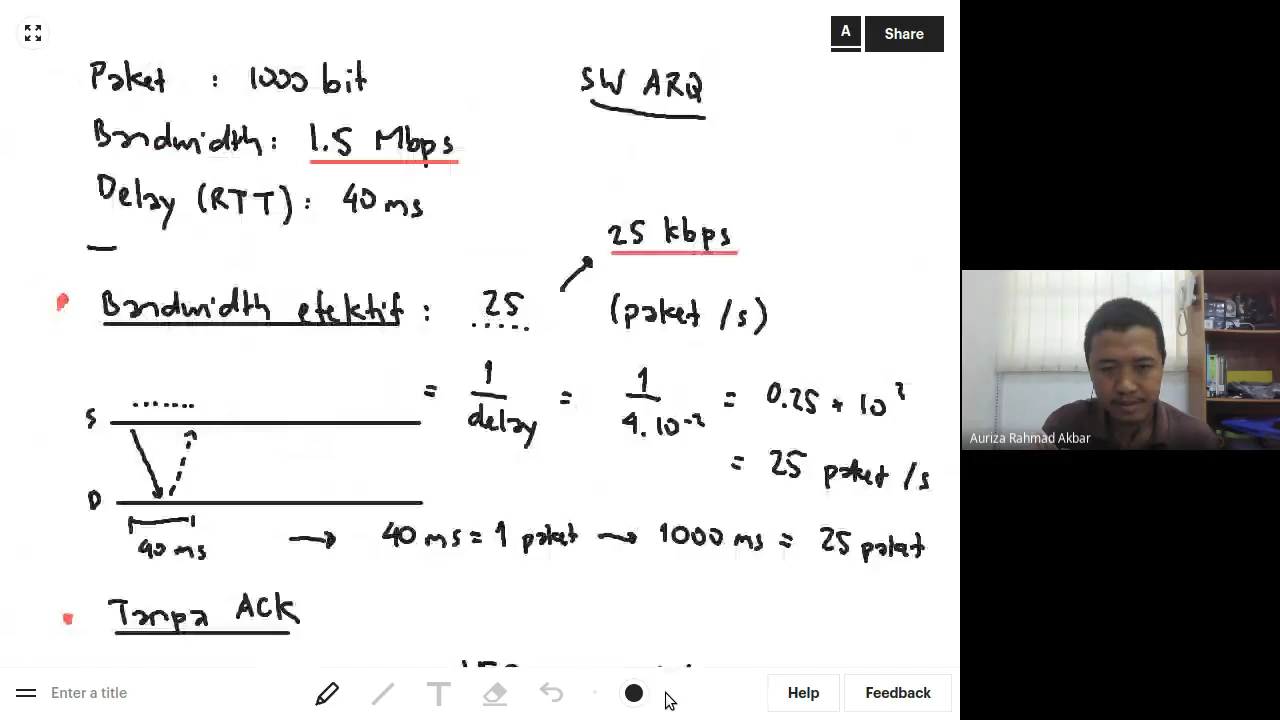 A Share
Paket : 1000 bit
SW ARQ
Bandwidth : 1.5 Mbps
Delay (RTT) : 40 ms
25 kbps
Bandwidth efektif : 25 (paket /s)
= 1/delay = 1/4.10-2 = 0.25 * 10²
= 25 paket /s
S
D
40 ms
40 ms = 1 paket → 1000 ms = 25 paket
Tanpa ACK
Auriza Rahmad Akbar
Enter a title
T
Help
Feedback